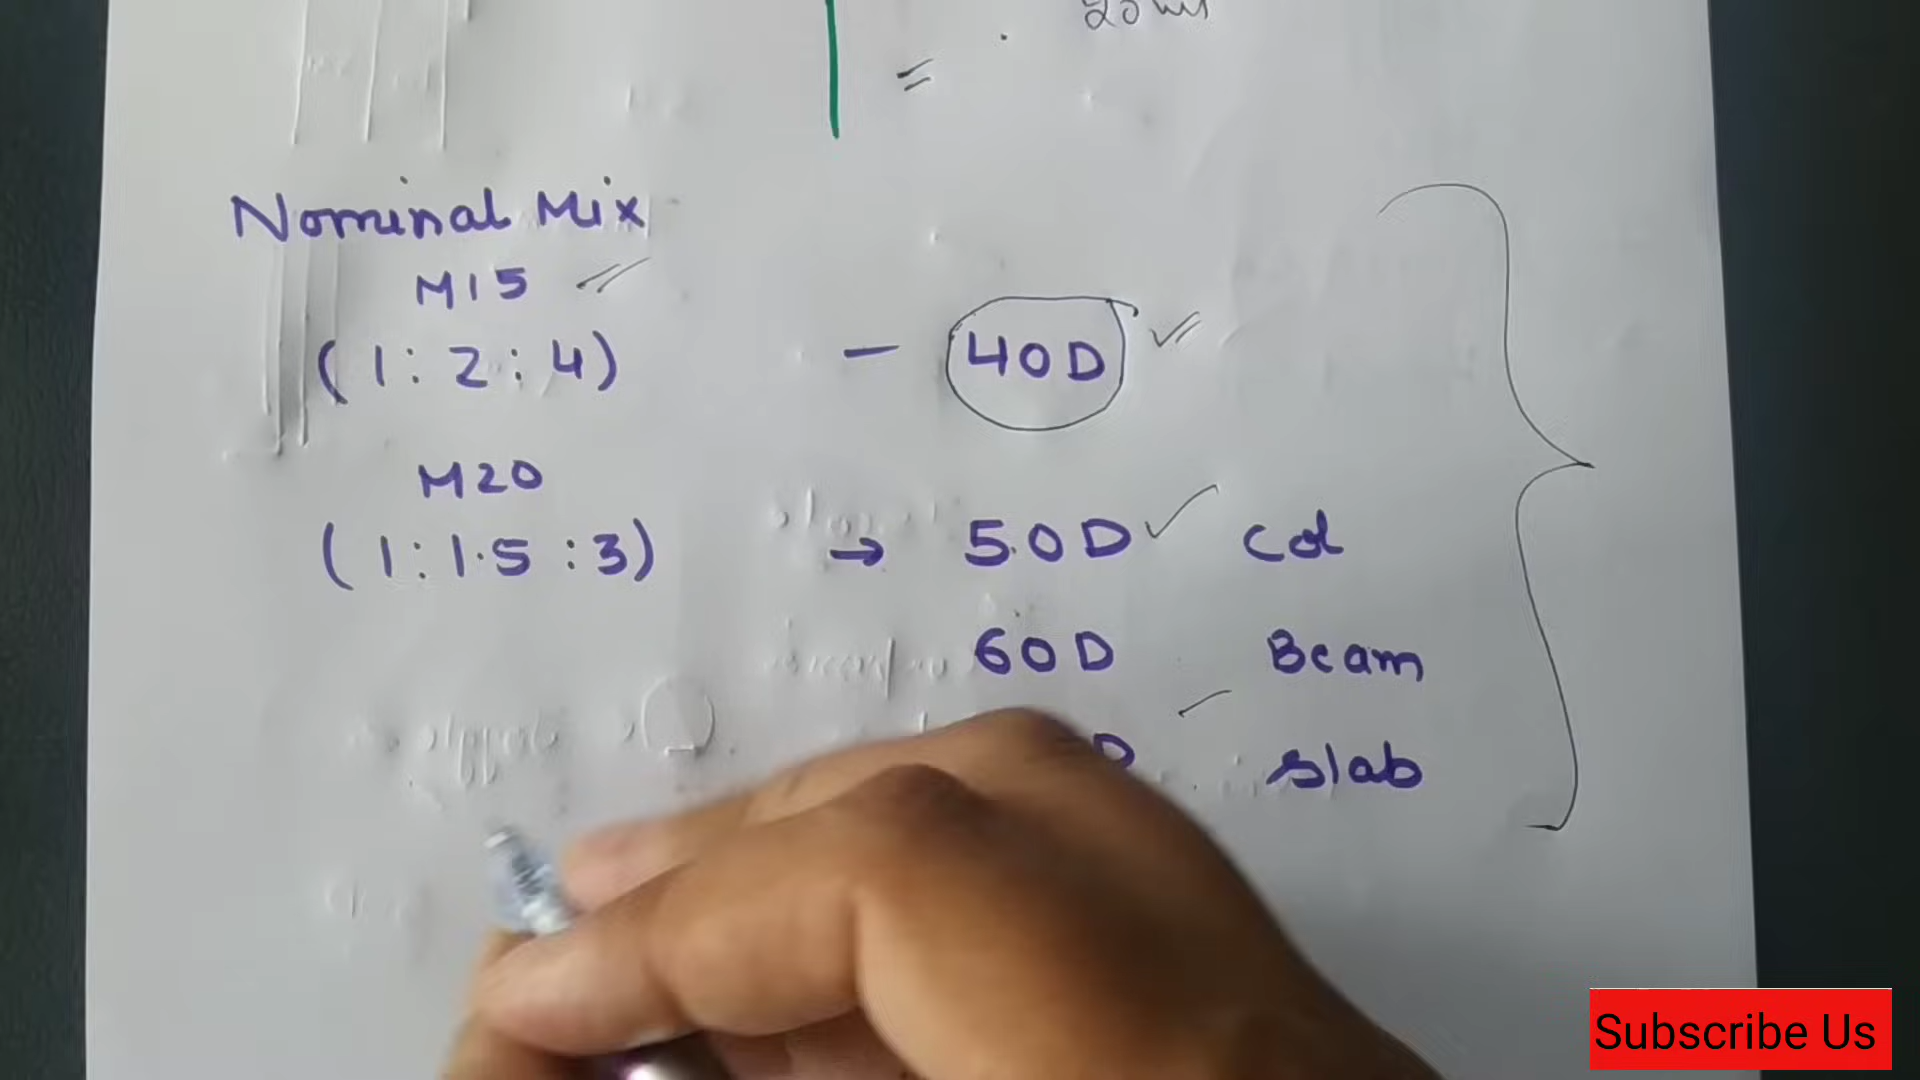 Nominal Mix
M15
(1:2:4) - 40D
M20
(1:1.5:3) → 50D Col
60D Beam
D Slab
Subscribe Us